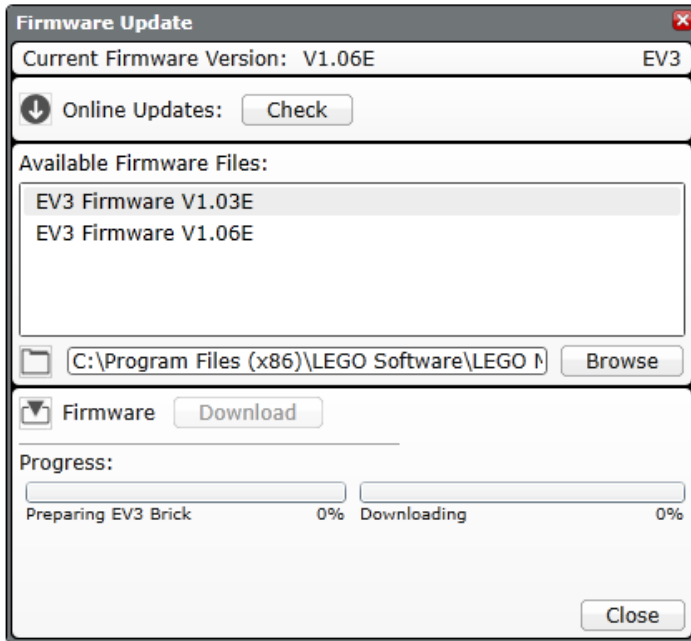 Firmware Update
Current Firmware Version: V1.06E EV3
Online Updates: Check
Available Firmware Files:
EV3 Firmware V1.03E
EV3 Firmware V1.06E
C:\Program Files (x86)\LEGO Software\LEGO Browse
Firmware Download
Progress:
Preparing EV3 Brick 0% Downloading 0%
Close